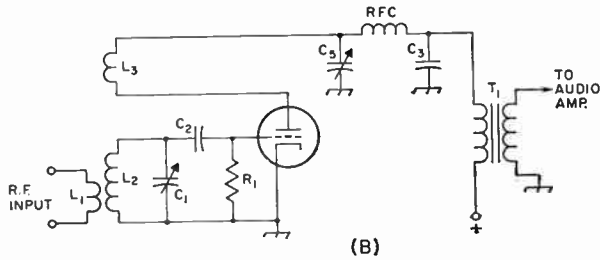 RFC
C5
C3
L3
T1
TO
AUDIO
AMP.
C2
R.F.
INPUT
L1
L2
C1
R1
+
(B)